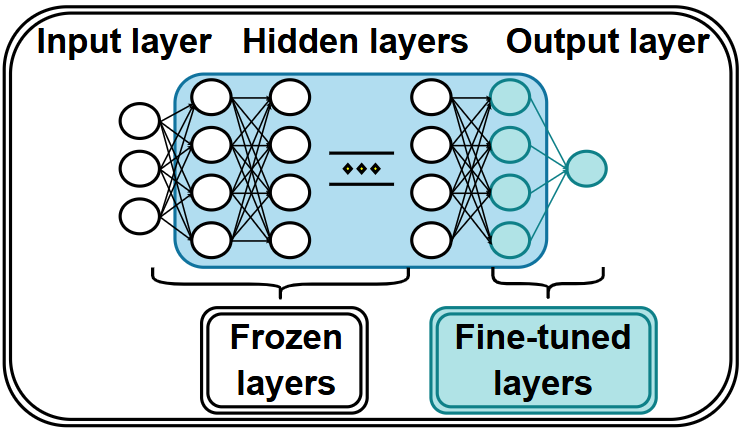 Input layer Hidden layers Output layer
Frozen
layers
Fine-tuned
layers